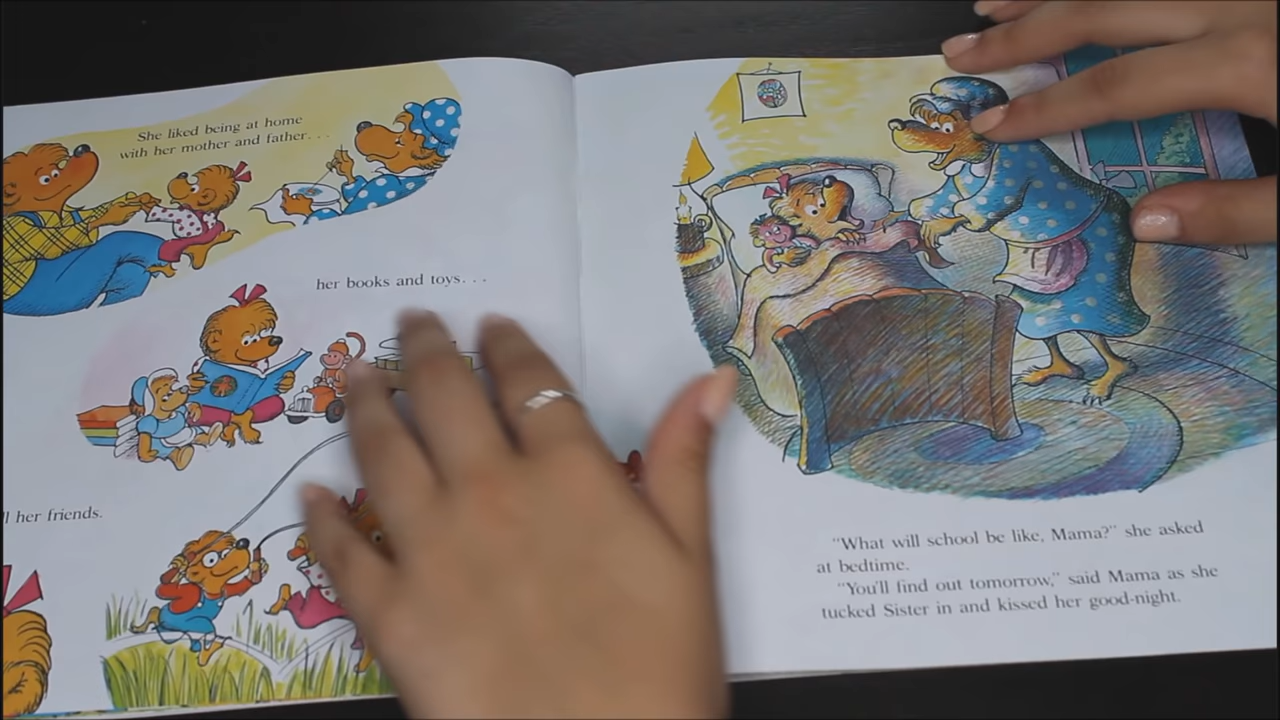 She liked being at home
with her mother and father. . .
her books and toys. . .
her friends.
"What will school be like, Mama?" she asked
at bedtime.
"You'll find out tomorrow," said Mama as she
tucked Sister in and kissed her good-night.